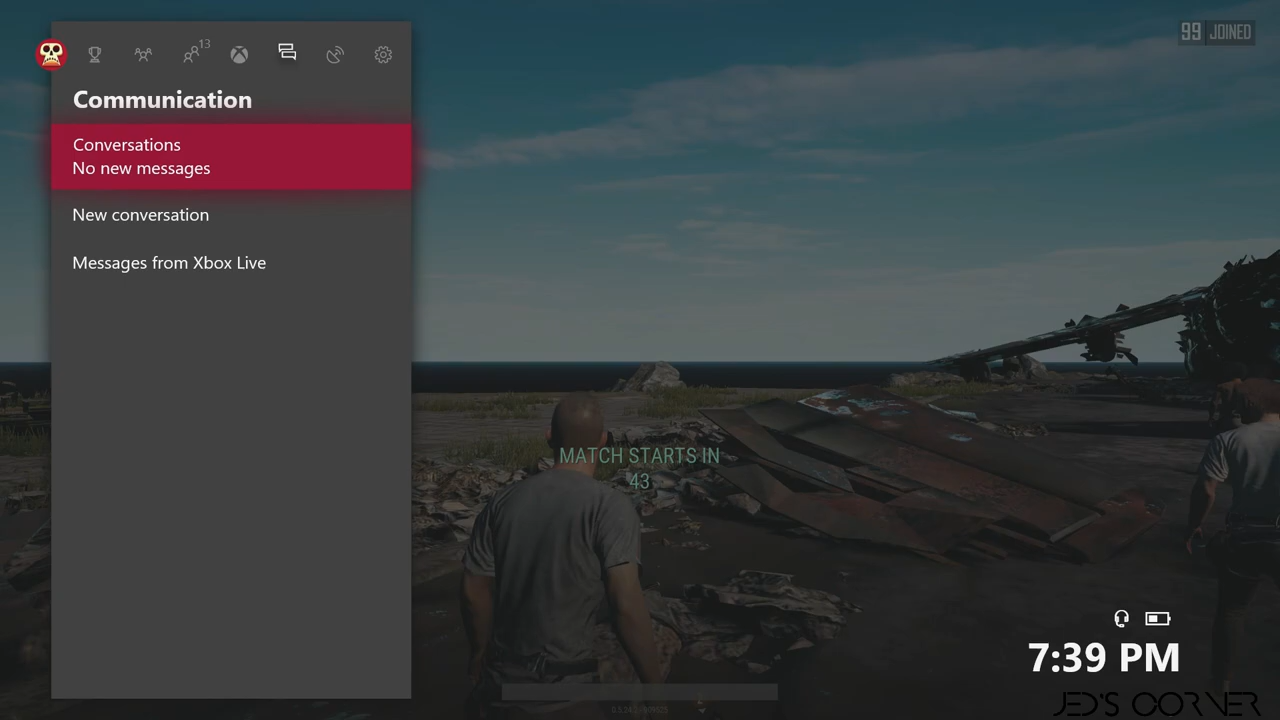 99 JOINED
13
Communication
Conversations
No new messages
New conversation
Messages from Xbox Live
MATCH STARTS IN
43
7:39 PM
JED'S CORNER